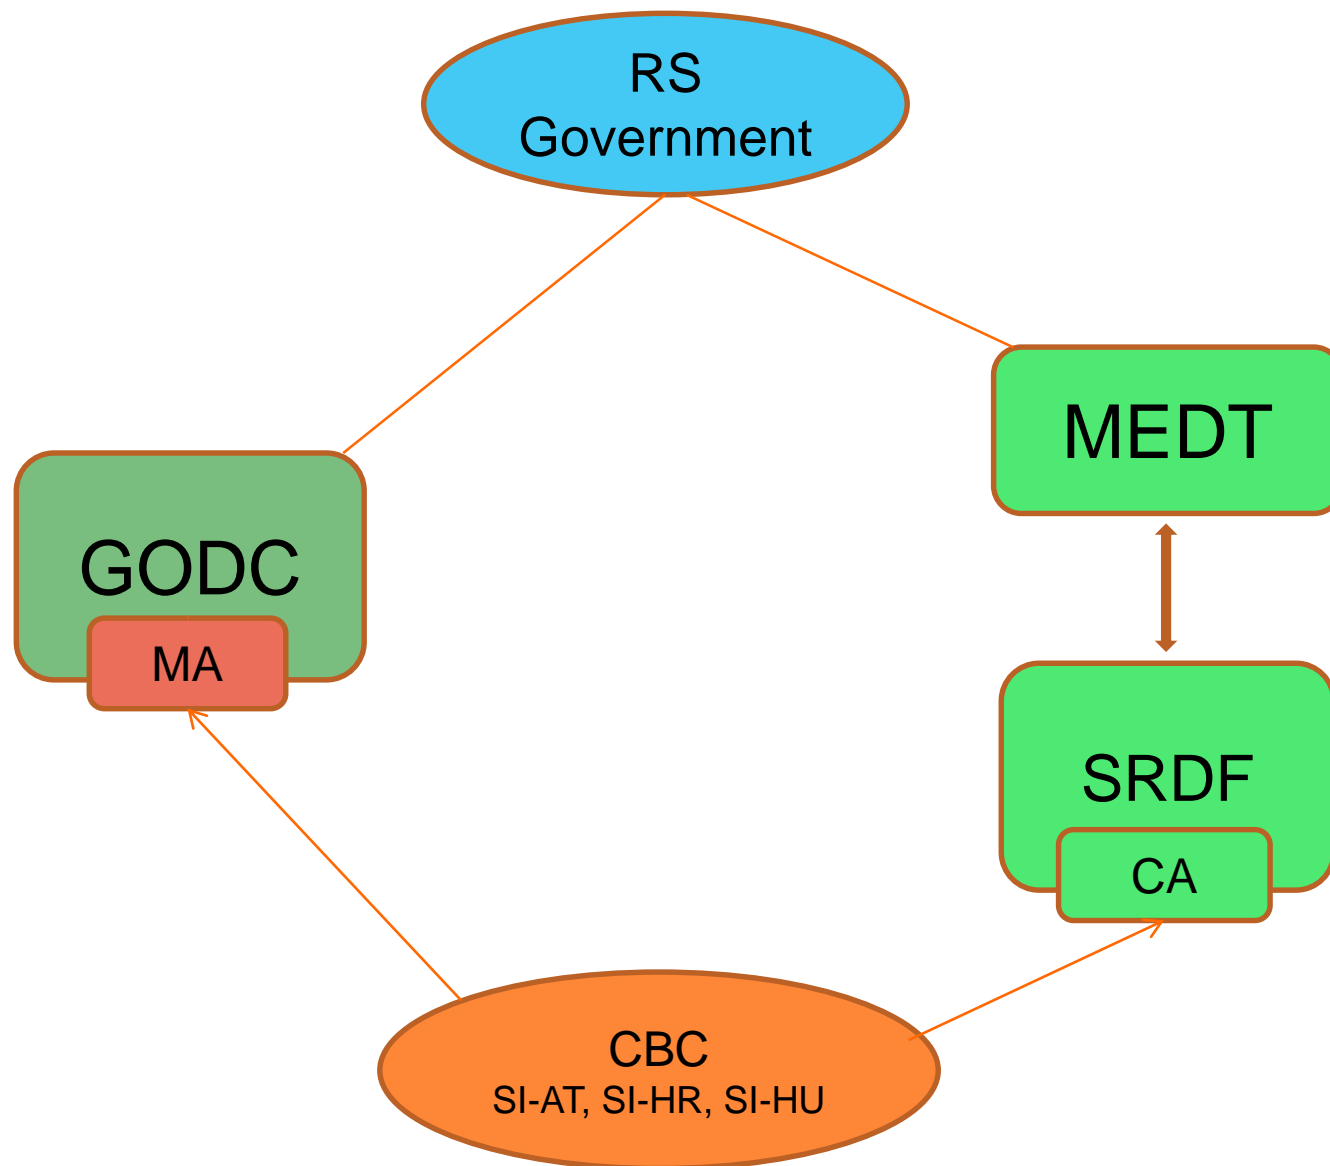 RS
Government
MEDT
GODC
MA
SRDF
CA
CBC
SI-AT, SI-HR, SI-HU